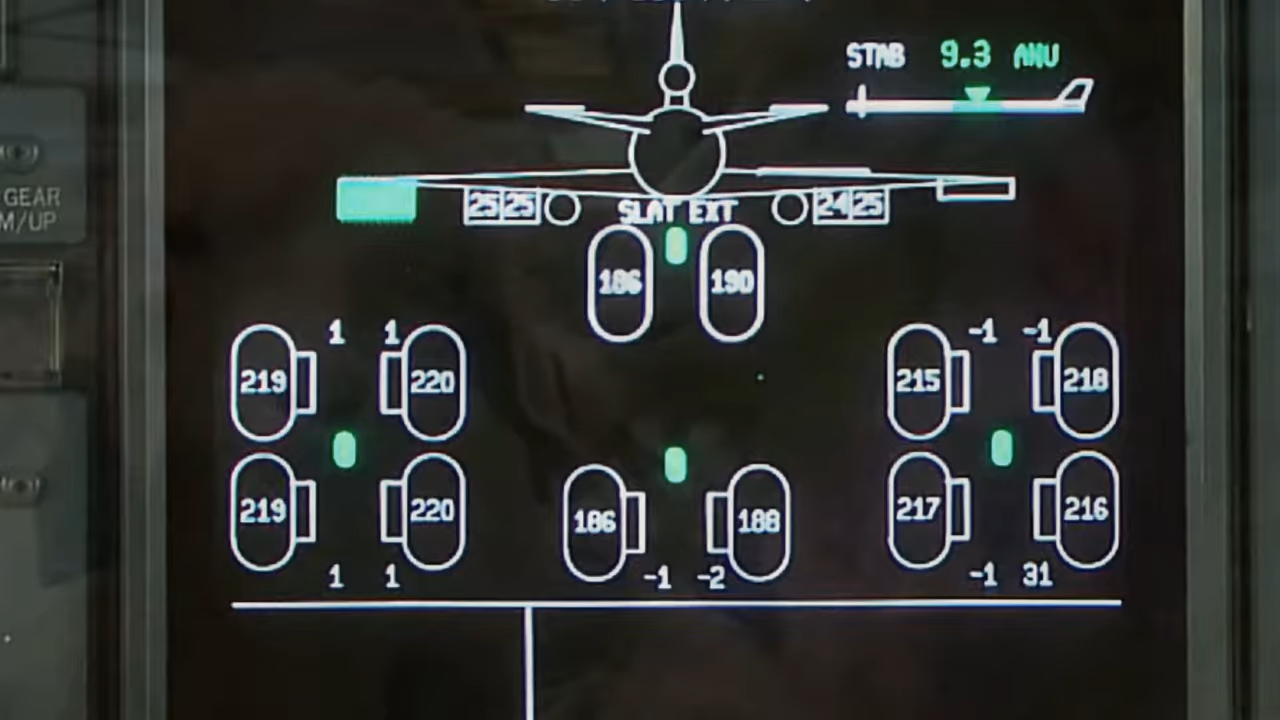 STAB 9.3 ANU
25 25 24 25
SLAT EXT
GEAR
M/UP
186 190
1 1 -1 -1
219 220 215 218
219 220 186 188 217 216
1 1 -1 -2 -1 31